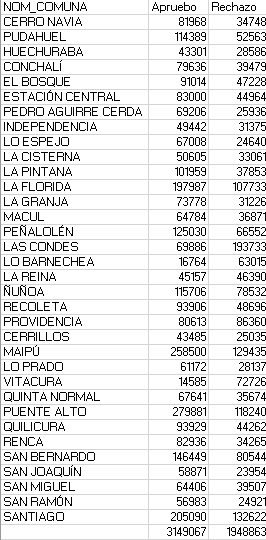 NOM_COMUNA Apruebo Rechazo
CERRO NAVIA 81968 34748
PUDAHUEL 114389 52563
HUECHURABA 43301 28586
CONCHALÍ 79636 39479
EL BOSQUE 91014 47228
ESTACIÓN CENTRAL 83000 44964
PEDRO AGUIRRE CERDA 69206 25936
INDEPENDENCIA 49442 31375
LO ESPEJO 67008 24640
LA CISTERNA 50605 33061
LA PINTANA 101959 37853
LA FLORIDA 197987 107733
LA GRANJA 73778 31226
MACUL 64784 36871
PEÑALOLÉN 125030 66552
LAS CONDES 69886 193733
LO BARNECHEA 16764 63015
LA REINA 45157 46390
ÑUÑOA 115706 78532
RECOLETA 93906 48696
PROVIDENCIA 80613 86360
CERRILLOS 43485 25035
MAIPÚ 258500 129435
LO PRADO 61172 28137
VITACURA 14585 72726
QUINTA NORMAL 67641 35674
PUENTE ALTO 279881 118240
QUILICURA 93929 44262
RENCA 82936 34265
SAN BERNARDO 146449 80544
SAN JOAQUÍN 58871 23954
SAN MIGUEL 64406 39507
SAN RAMÓN 56983 24921
SANTIAGO 205090 132622
3149067 1948863